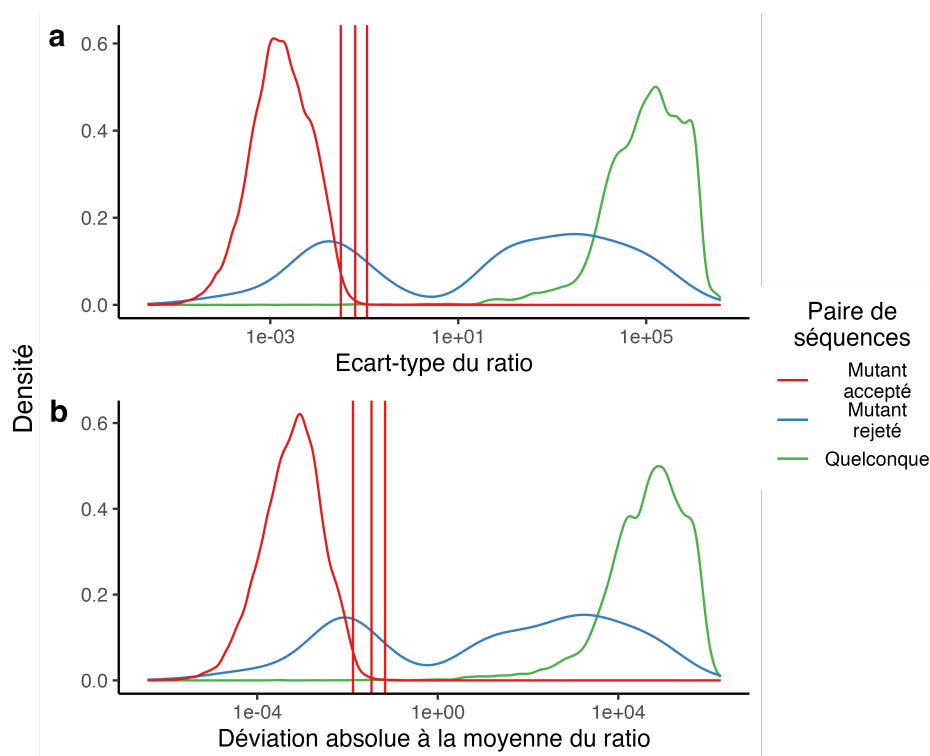 a
0.6
0.4
0.2
0.0
1e-03 1e+01 1e+05
Ecart-type du ratio
Densité
b
0.6
0.4
0.2
0.0
1e-04 1e+00 1e+04
Déviation absolue à la moyenne du ratio
Paire de
séquences
Mutant
accepté
Mutant
rejeté
Quelconque